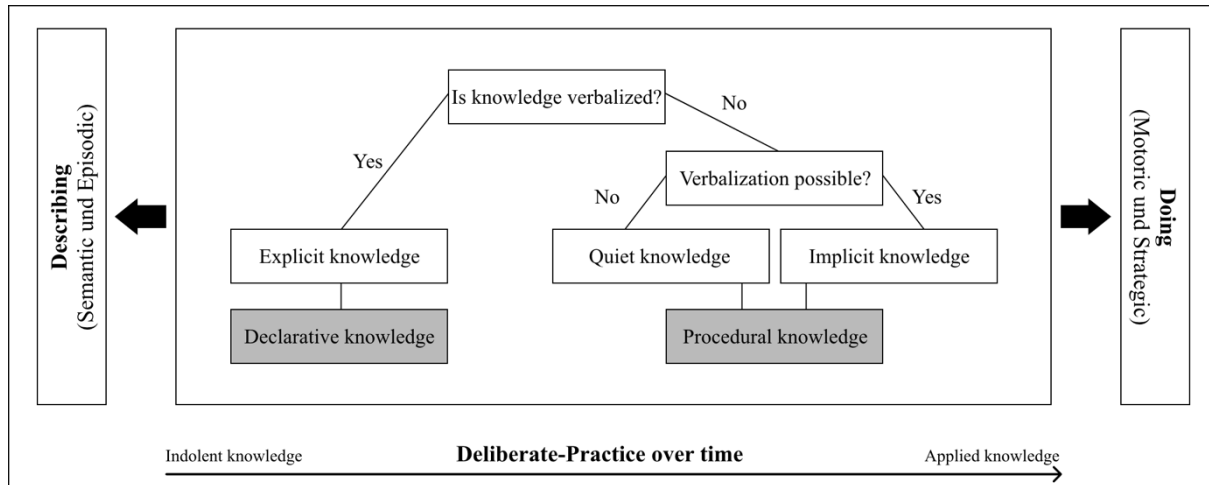 Describing
(Semantic und Episodic)
Is knowledge verbalized?
Yes
No
Verbalization possible?
No
Yes
Explicit knowledge
Quiet knowledge
Implicit knowledge
Declarative knowledge
Procedural knowledge
Doing
(Motoric und Strategic)
Indolent knowledge
Deliberate-Practice over time
Applied knowledge